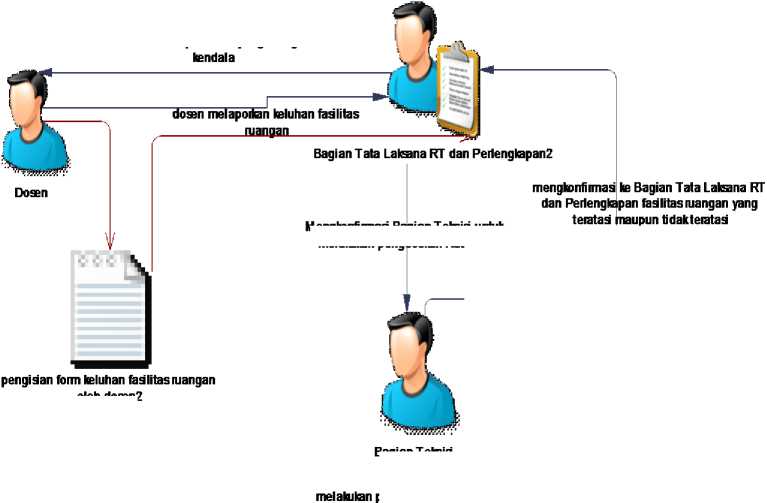 kendala
dosen melaporkan keluhan fasilitas
ruangan
Bagian Tata Laksana RT dan Perlengkapan2
Dosen
mengkonfirmasi ke Bagian Tata Laksana RT
dan Perlengkapan fasilitas ruangan yang
teratasi maupun tidak teratasi
Mengkonfirmasi Bagian Teknisi untuk
melakukan pengecekan
pengisian form keluhan fasilitas ruangan
oleh dosen2
Bagian Teknisi
melakukan